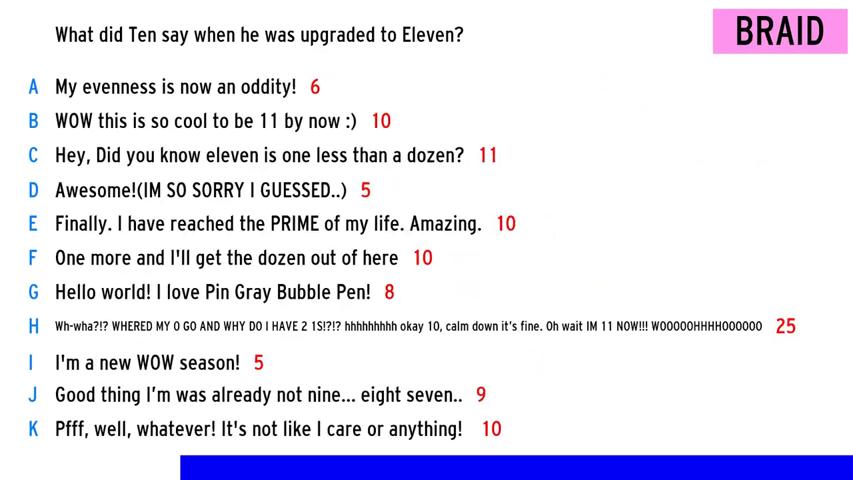 What did Ten say when he was upgraded to Eleven?
BRAID
A My evenness is now an oddity! 6
B WOW this is so cool to be 11 by now :) 10
C Hey, Did you know eleven is one less than a dozen? 11
D Awesome!(IM SO SORRY I GUESSED..) 5
E Finally. I have reached the PRIME of my life. Amazing. 10
F One more and I'll get the dozen out of here 10
G Hello world! I love Pin Gray Bubble Pen! 8
H Wh-wha?!? WHERED MY 0 GO AND WHY DO I HAVE 2 1S!?!? hhhhhhhhh okay 10, calm down it's fine. Oh wait IM 11 NOW!!! WOOOOOHHHHOOOOOO 25
I I'm a new WOW season! 5
J Good thing I'm was already not nine... eight seven.. 9
K Pfff, well, whatever! It's not like I care or anything! 10